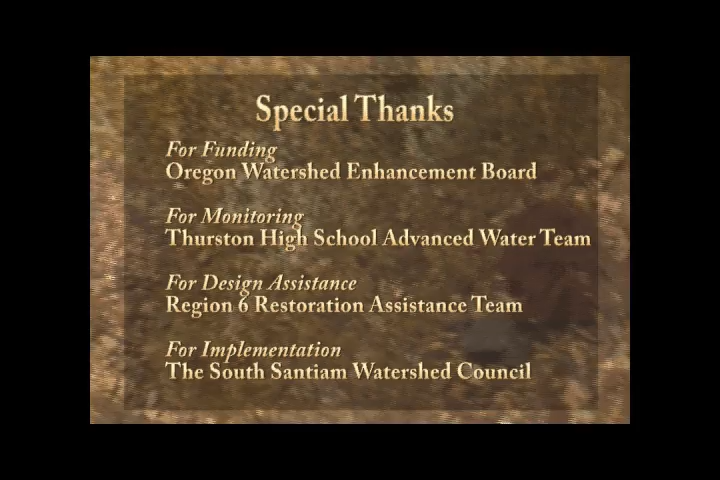 Special Thanks
For Funding
Oregon Watershed Enhancement Board
For Monitoring
Thurston High School Advanced Water Team
For Design Assistance
Region 6 Restoration Assistance Team
For Implementation
The South Santiam Watershed Council